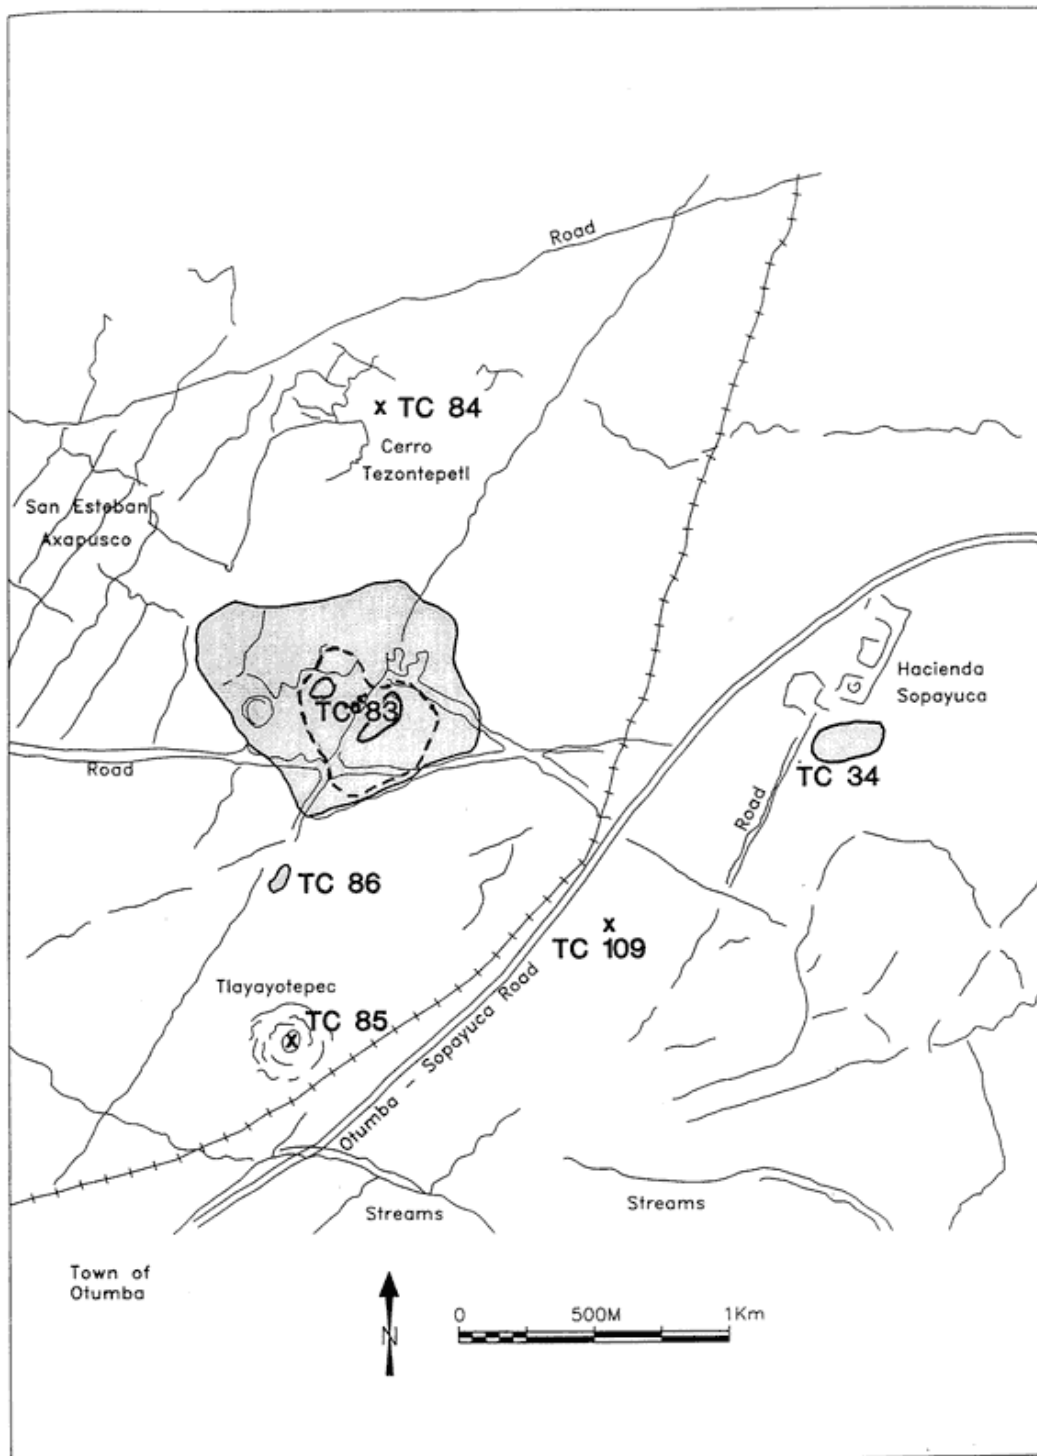 Road
x TC 84
Cerro
Tezontepetl
San Esteban
Axapusco
Hacienda
Sopayuca
TC 83
G
Road
TC 34
Road
TC 86
x
TC 109
Tlayayotepec
TC 85
x
Otumba - Sopayuca Road
Streams
Streams
Town of
Otumba
N
0 500M 1Km